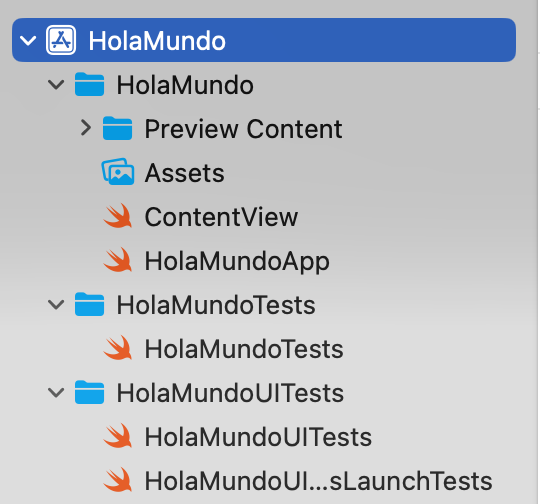 HolaMundo
HolaMundo
Preview Content
Assets
ContentView
HolaMundoApp
HolaMundoTests
HolaMundoTests
HolaMundoUITests
HolaMundoUITests
HolaMundoUI...sLaunchTests